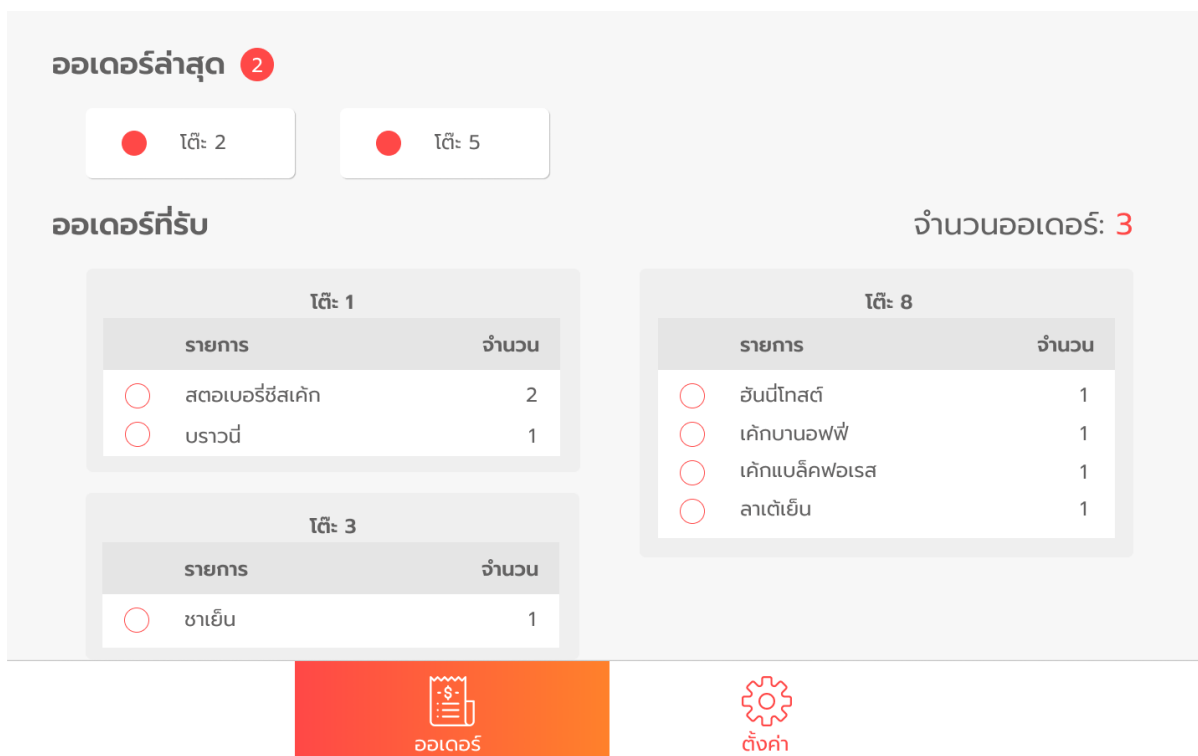 ออเดอร์ล่าสุด 2
โต๊ะ 2
โต๊ะ 5
ออเดอร์ที่รับ
จำนวนออเดอร์: 3
โต๊ะ 1
รายการ จำนวน
สตอเบอรี่ชีสเค้ก 2
บราวนี่ 1
โต๊ะ 3
รายการ จำนวน
ชาเย็น 1
โต๊ะ 8
รายการ จำนวน
ฮันนี่โทสต์ 1
เค้กบานอฟฟี่ 1
เค้กแบล็คฟอเรส 1
ลาเต้เย็น 1
-$-
ออเดอร์
ตั้งค่า